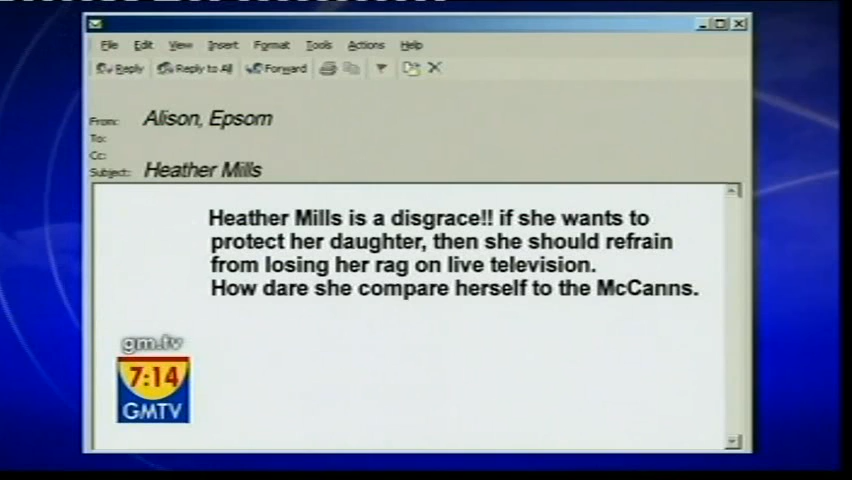 File Edit View Insert Format Tools Actions Help
Reply Reply to All Forward
From: Alison, Epsom
To:
Cc:
Subject: Heather Mills
Heather Mills is a disgrace!! if she wants to
protect her daughter, then she should refrain
from losing her rag on live television.
How dare she compare herself to the McCanns.
gm.tv
7:14
GMTV